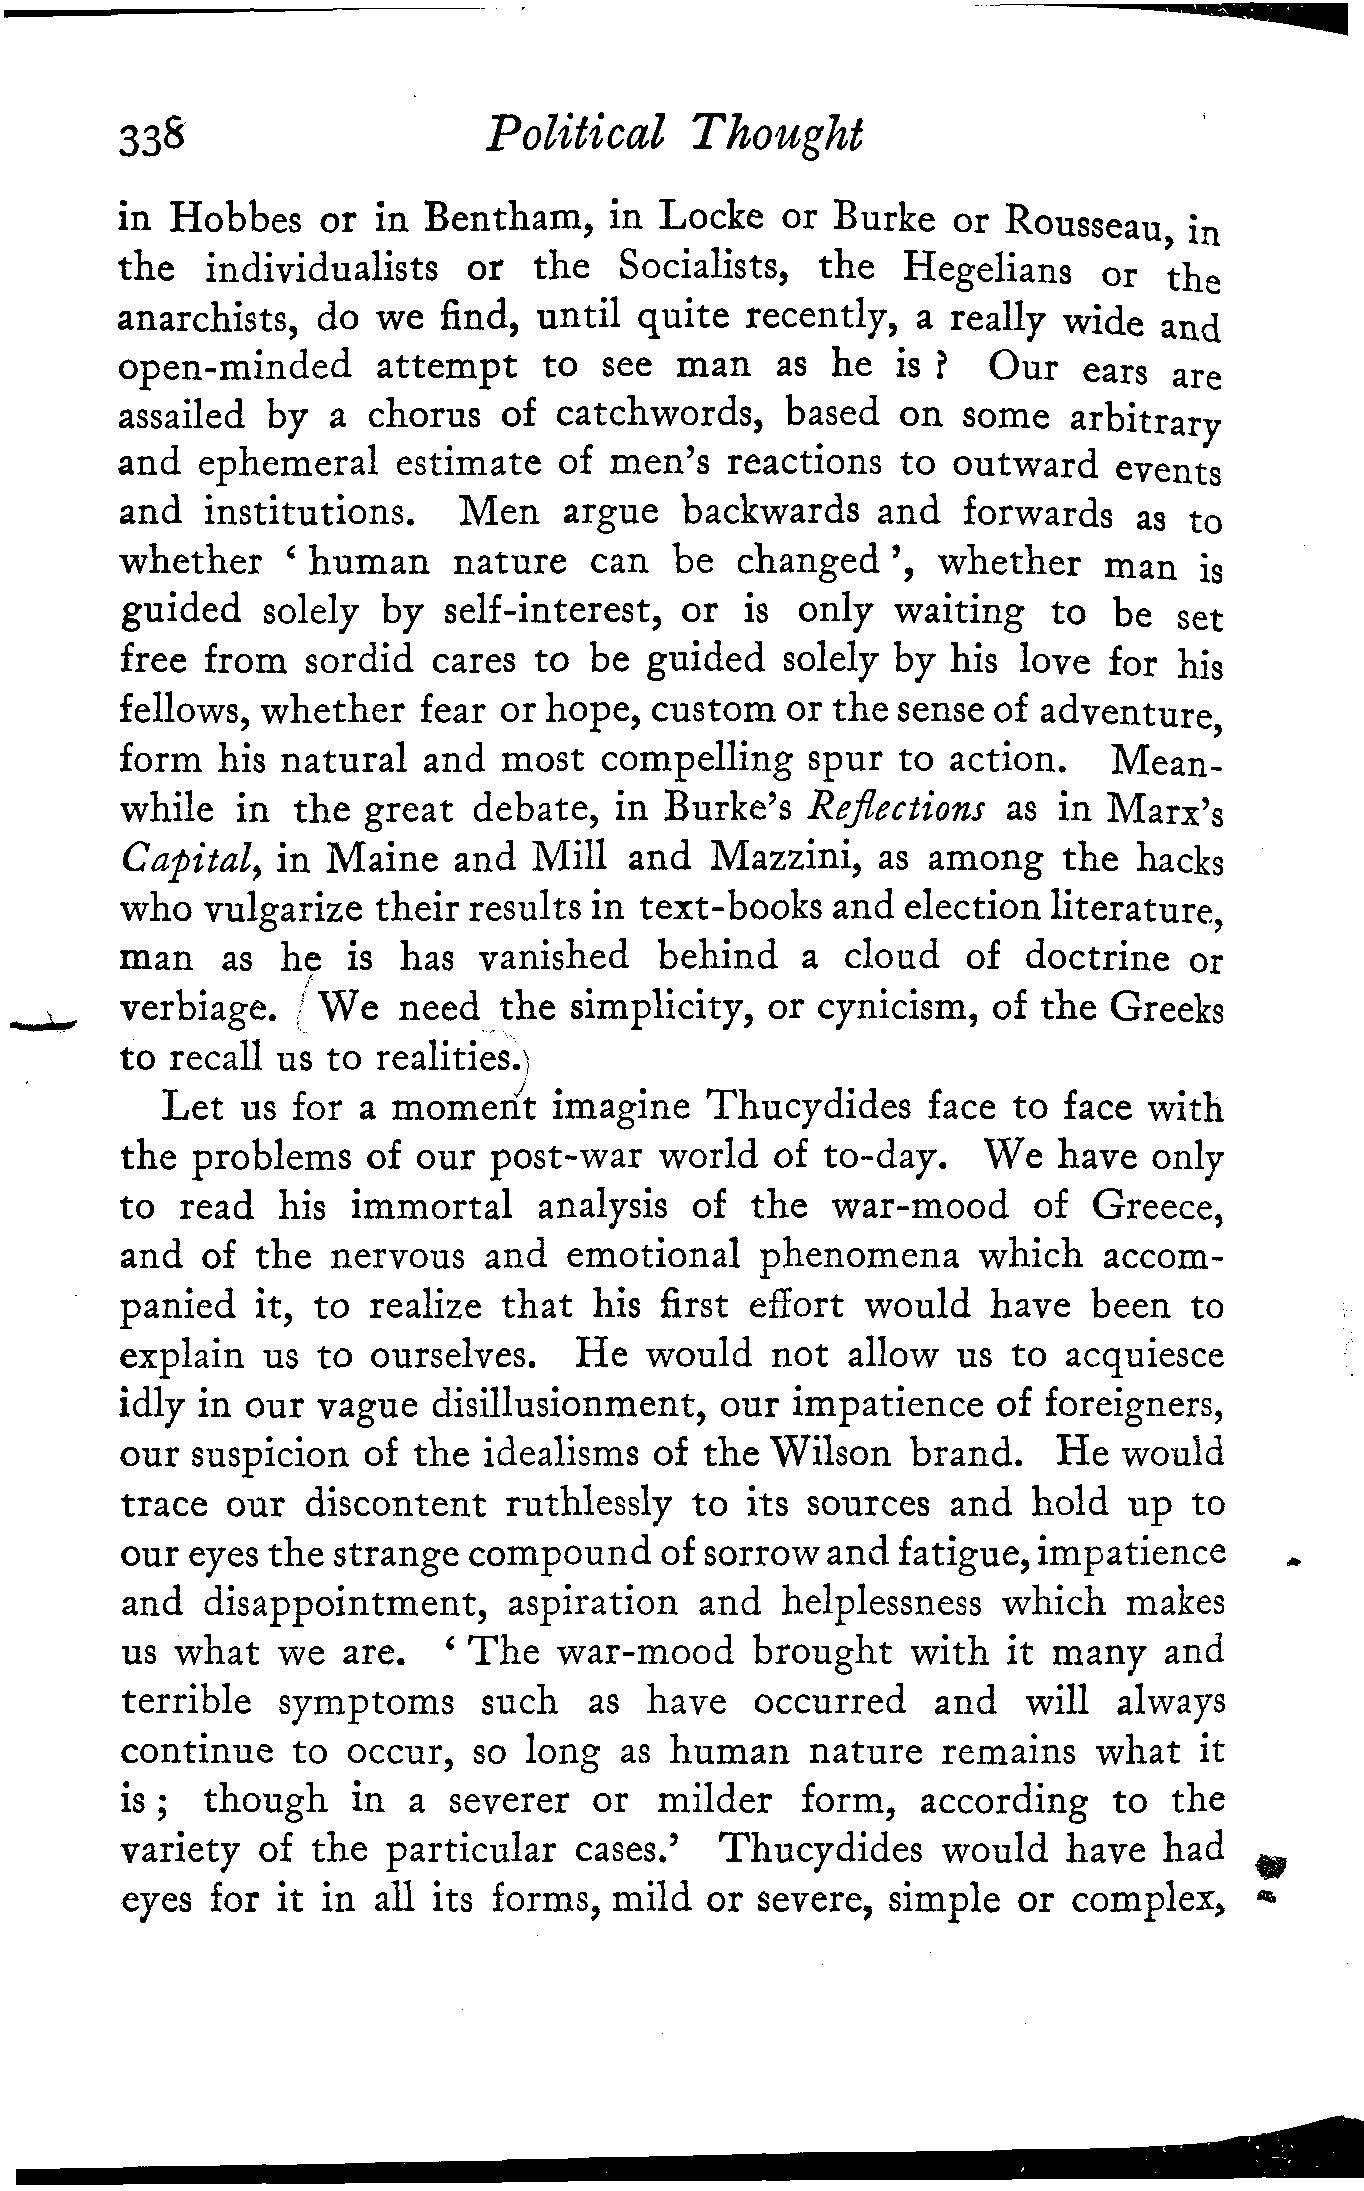 338 Political Thought
in Hobbes or in Bentham, in Locke or Burke or Rousseau, in
the individualists or the Socialists, the Hegelians or the
anarchists, do we find, until quite recently, a really wide and
open-minded attempt to see man as he is ? Our ears are
assailed by a chorus of catchwords, based on some arbitrary
and ephemeral estimate of men's reactions to outward events
and institutions. Men argue backwards and forwards as to
whether ‘ human nature can be changed ’, whether man is
guided solely by self-interest, or is only waiting to be set
free from sordid cares to be guided solely by his love for his
fellows, whether fear or hope, custom or the sense of adventure,
form his natural and most compelling spur to action. Mean-
while in the great debate, in Burke's Reflections as in Marx's
Capital, in Maine and Mill and Mazzini, as among the hacks
who vulgarize their results in text-books and election literature,
man as he is has vanished behind a cloud of doctrine or
verbiage. (We need the simplicity, or cynicism, of the Greeks
to recall us to realities.)
Let us for a moment imagine Thucydides face to face with
the problems of our post-war world of to-day. We have only
to read his immortal analysis of the war-mood of Greece,
and of the nervous and emotional phenomena which accom-
panied it, to realize that his first effort would have been to
explain us to ourselves. He would not allow us to acquiesce
idly in our vague disillusionment, our impatience of foreigners,
our suspicion of the idealisms of the Wilson brand. He would
trace our discontent ruthlessly to its sources and hold up to
our eyes the strange compound of sorrow and fatigue, impatience
and disappointment, aspiration and helplessness which makes
us what we are. ‘ The war-mood brought with it many and
terrible symptoms such as have occurred and will always
continue to occur, so long as human nature remains what it
is ; though in a severer or milder form, according to the
variety of the particular cases.’ Thucydides would have had
eyes for it in all its forms, mild or severe, simple or complex,